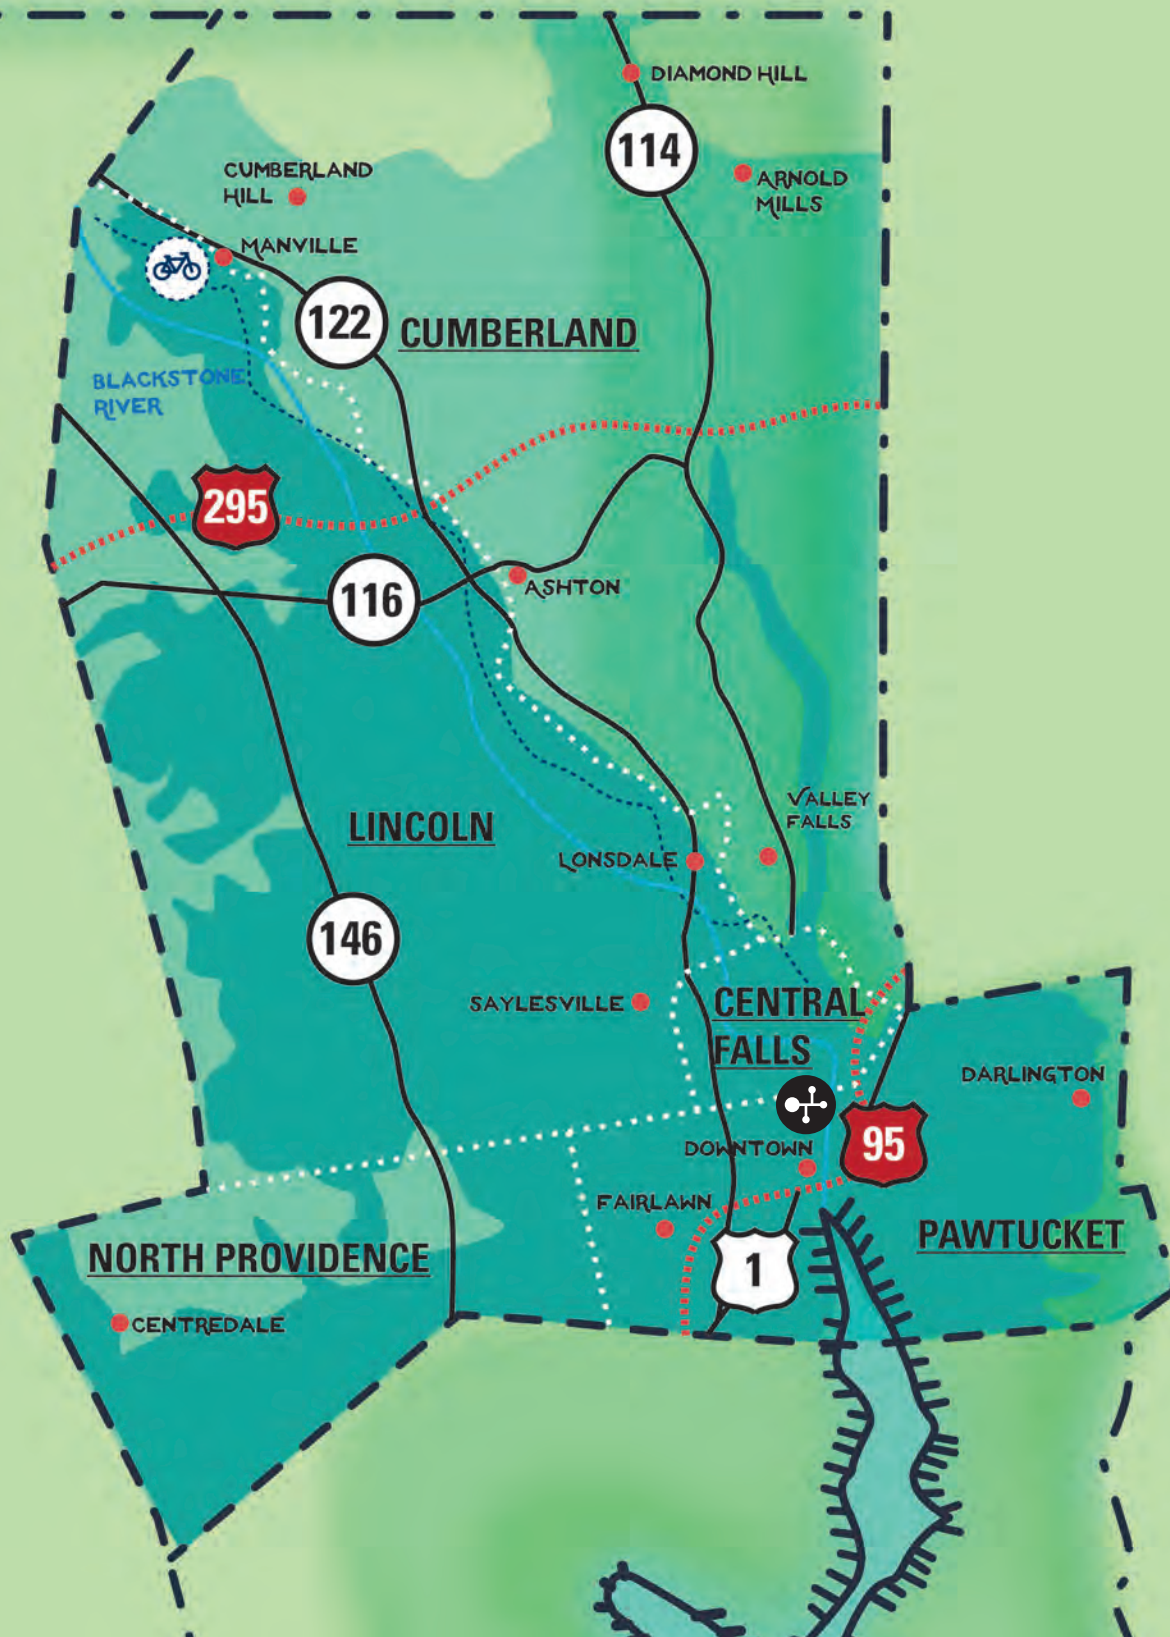 DIAMOND HILL
114
CUMBERLAND
HILL
ARNOLD
MILLS
MANVILLE
122
CUMBERLAND
BLACKSTONE
RIVER
295
116
ASHTON
VALLEY
FALLS
LINCOLN
LONSDALE
146
SAYLESVILLE
CENTRAL
FALLS
DARLINGTON
95
DOWNTOWN
FAIRLAWN
PAWTUCKET
NORTH PROVIDENCE
1
CENTREDALE